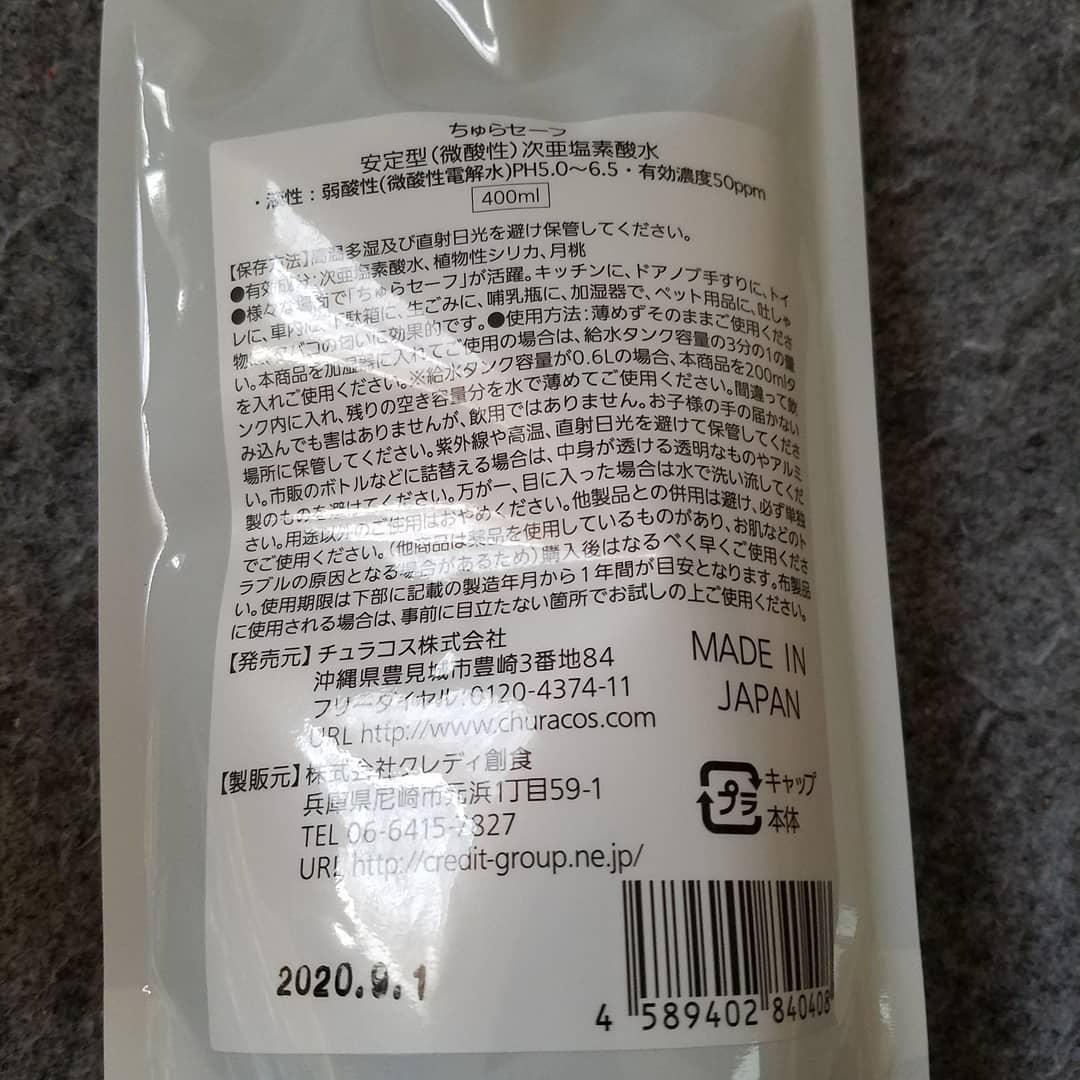 ちゅらセーフ
安定型(微酸性)次亜塩素酸水
・液性：弱酸性(微酸性電解水)PH5.0～6.5・有効濃度50ppm
400ml
【保存方法】高温多湿及び直射日光を避け保管してください。
●有効成分：次亜塩素酸水、植物性シリカ、月桃
●様々な場面で「ちゅらセーフ」が活躍。キッチンに、ドアノブ手すりに、トイ
レに、車内に、下駄箱に、生ごみに、哺乳瓶に、加湿器で、ペット用品に、吐しゃ
物に、タバコの匂いに効果的です。●使用方法：薄めずそのままご使用くださ
い。本商品を加湿器に入れてご使用の場合は、給水タンク容量の3分の1の量
を入れご使用ください。※給水タンク容量が0.6Lの場合、本商品を200mlタ
ンク内に入れ、残りの空き容量分を水で薄めてご使用ください。間違って飲
み込んでも害はありませんが、飲用ではありません。お子様の手の届かない
場所に保管してください。紫外線や高温、直射日光を避けて保管してくださ
い。市販のボトルなどに詰替える場合は、中身が透ける透明なものやアルミ
製のものを避けてください。万が一、目に入った場合は水で洗い流してくだ
さい。用途以外のご使用はおやめください。他製品との併用は避け、必ず単独
でご使用ください。(他商品は薬品を使用しているものがあり、お肌などのト
ラブルの原因となる場合があるため)購入後はなるべく早くご使用くださ
い。使用期限は下部に記載の製造年月から1年間が目安となります。布製品
に使用される場合は、事前に目立たない箇所でお試しの上ご使用ください。
【発売元】チュラコス株式会社
沖縄県豊見城市豊崎3番地84
フリーダイヤル：0120-4374-11
URL http://www.churacos.com
MADE IN
JAPAN
【製販元】株式会社クレディ創食
兵庫県尼崎市元浜1丁目59-1
TEL 06-6415-7827
URL http://credit-group.ne.jp/
プラ
キャップ
本体
2020.9.1
4 589402 840408